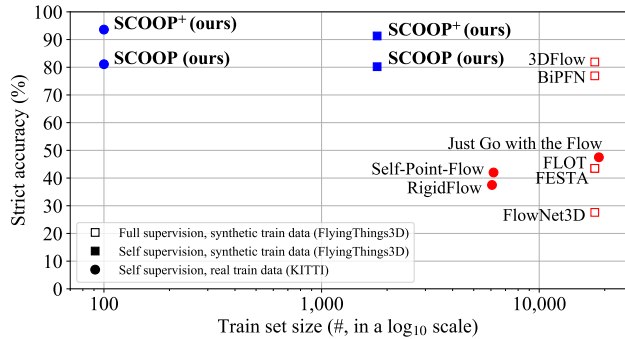 100
90
80
70
60
50
40
30
20
10
0
Strict accuracy (%)
SCOOP⁺ (ours)
SCOOP (ours)
SCOOP⁺ (ours)
SCOOP (ours)
3DFlow
BiPFN
Just Go with the Flow
FLOT
FESTA
Self-Point-Flow
RigidFlow
FlowNet3D
Full supervision, synthetic train data (FlyingThings3D)
Self supervision, synthetic train data (FlyingThings3D)
Self supervision, real train data (KITTI)
100
1,000
10,000
Train set size (#, in a log₁₀ scale)